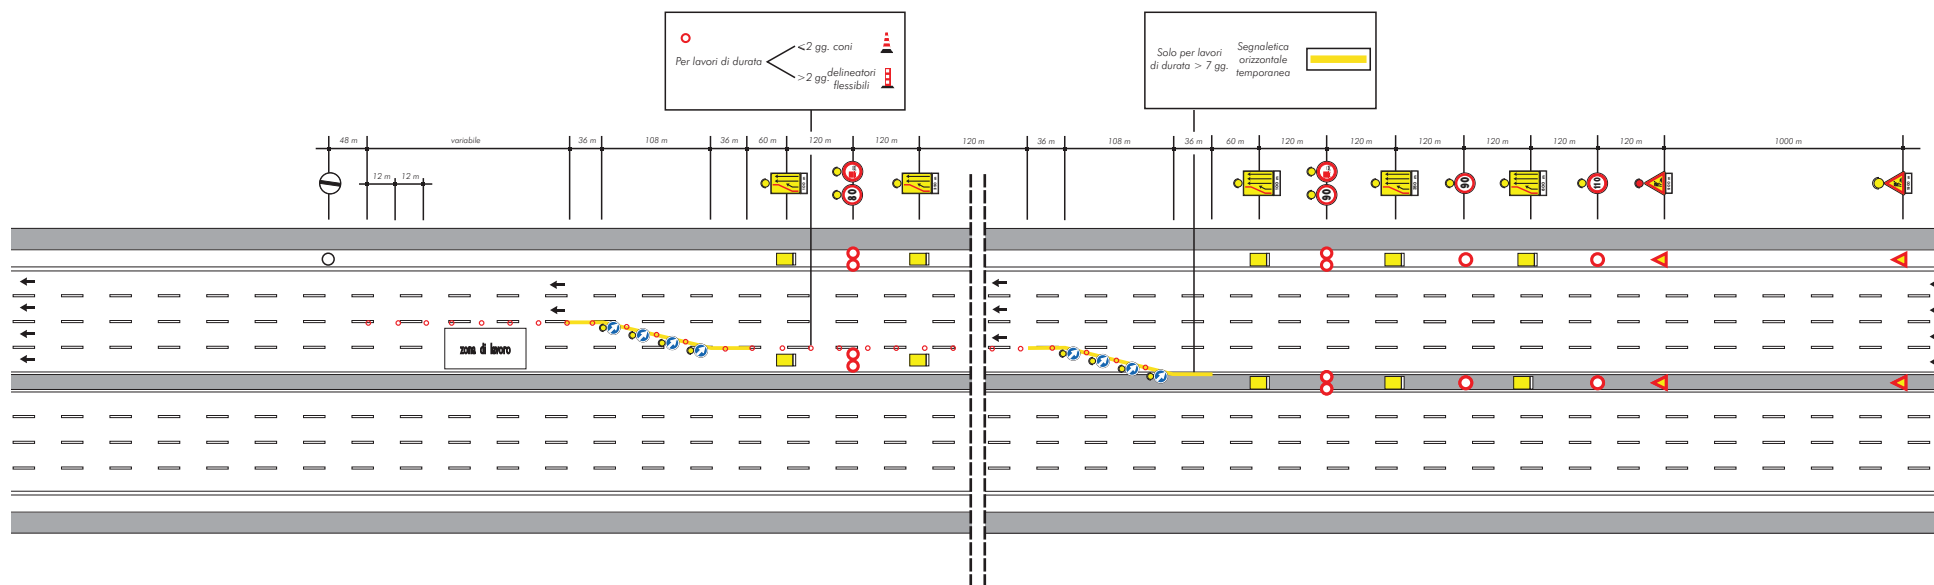 <2 gg. coni
Per lavori di durata
>2 gg. delineatori
flessibili
Solo per lavori
di durata > 7 gg.
Segnaletica
orizzontale
temporanea
48 m
variabile
36 m
108 m
36 m
60 m
120 m
120 m
120 m
36 m
108 m
36 m
60 m
120 m
120 m
120 m
120 m
120 m
120 m
1000 m
12 m
12 m
80
90
90
110
zona di lavoro